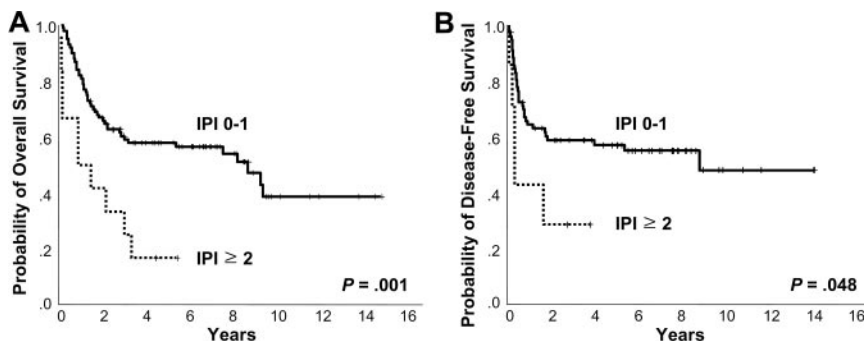 A
Probability of Overall Survival
1.0
.8
.6
.4
.2
.0
IPI 0-1
IPI ≥ 2
P = .001
0 2 4 6 8 10 12 14 16
Years
B
Probability of Disease-Free Survival
1.0
.8
.6
.4
.2
.0
IPI 0-1
IPI ≥ 2
P = .048
0 2 4 6 8 10 12 14 16
Years